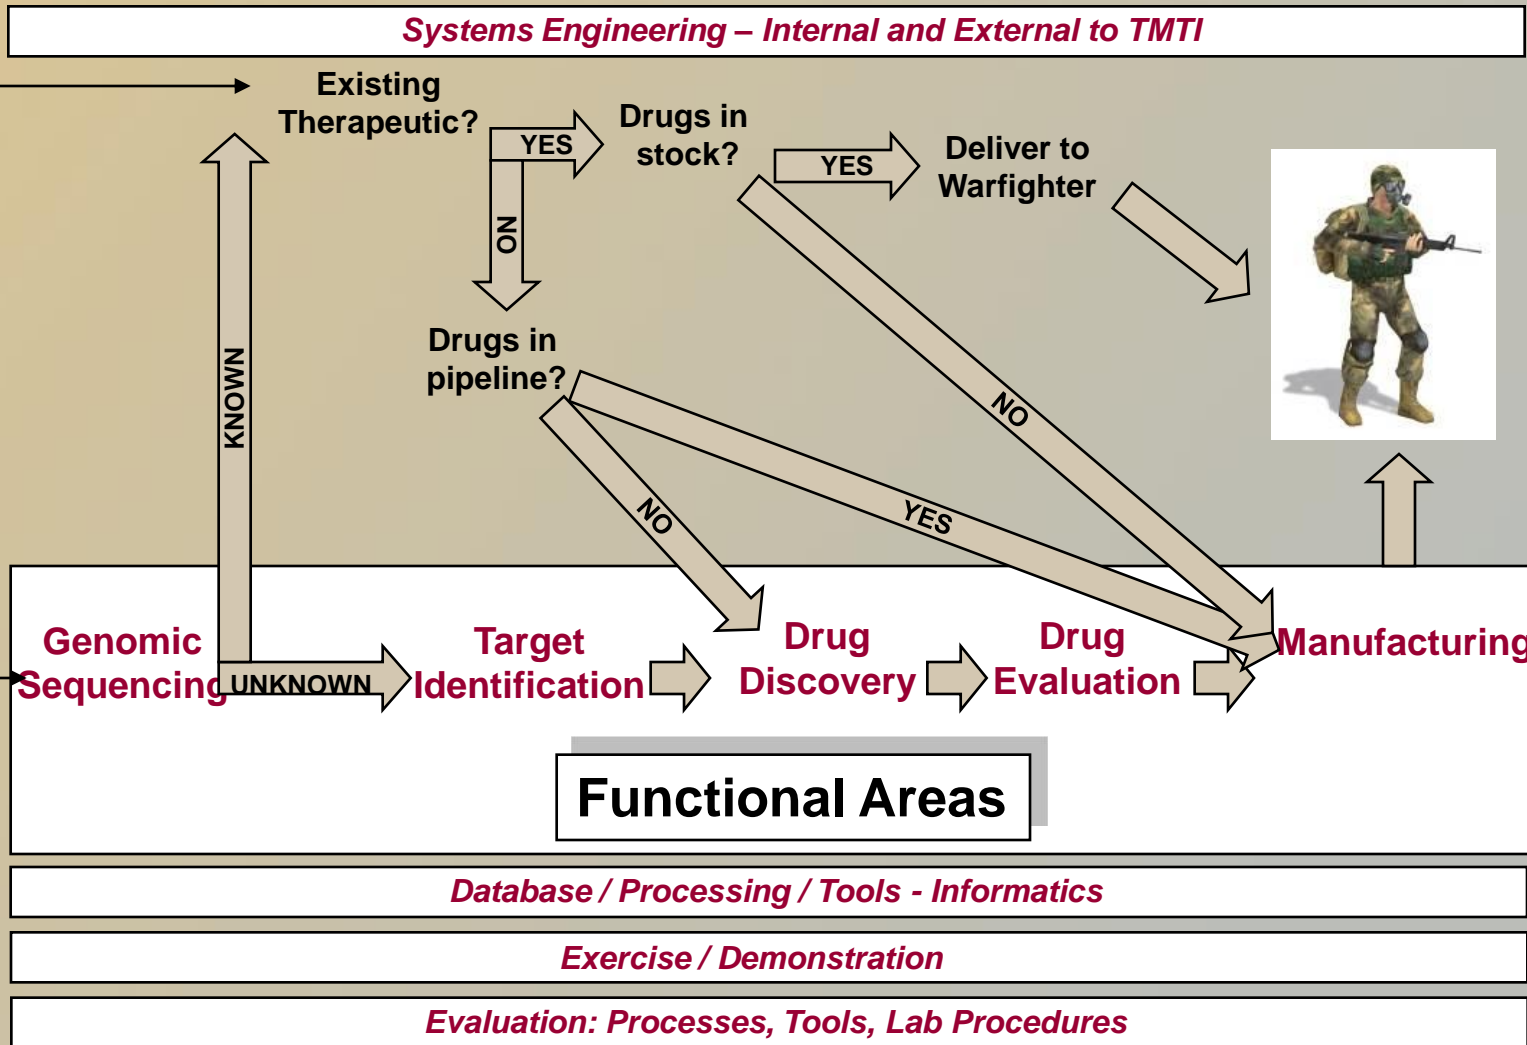 Systems Engineering – Internal and External to TMTI
Existing
Therapeutic?
YES
Drugs in
stock?
YES
Deliver to
Warfighter
NO
Drugs in
pipeline?
KNOWN
NO
YES
NO
Genomic
Sequencing
UNKNOWN
Target
Identification
Drug
Discovery
Drug
Evaluation
Manufacturing
Functional Areas
Database / Processing / Tools - Informatics
Exercise / Demonstration
Evaluation: Processes, Tools, Lab Procedures